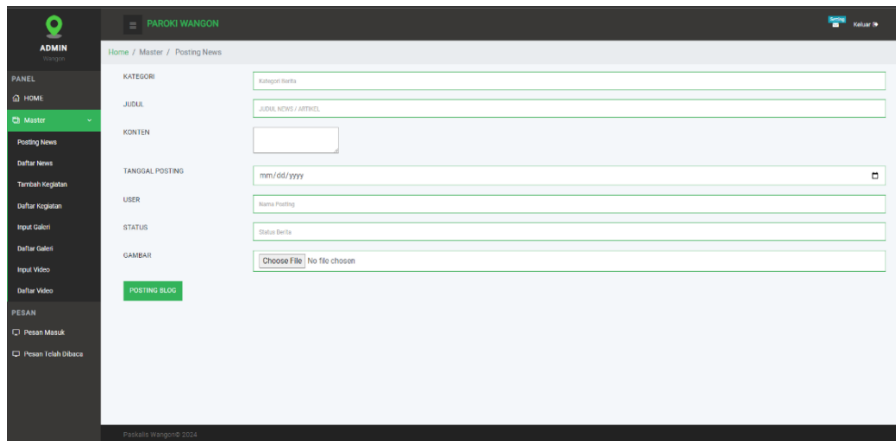 PAROKI WANGON
Keluar
ADMIN
Wangon
Home / Master / Posting News
PANEL
HOME
Master
Posting News
Daftar News
Tambah Kegiatan
Daftar Kegiatan
Input Galeri
Daftar Galeri
Input Video
Daftar Video
PESAN
Pesan Masuk
Pesan Telah Dibaca
KATEGORI
Kategori Berita
JUDUL
JUDUL NEWS / ARTIKEL
KONTEN
TANGGAL POSTING
mm/dd/yyyy
USER
Nama Posting
STATUS
Status Berita
GAMBAR
Choose File No file chosen
POSTING BLOG
Wangon© 2024